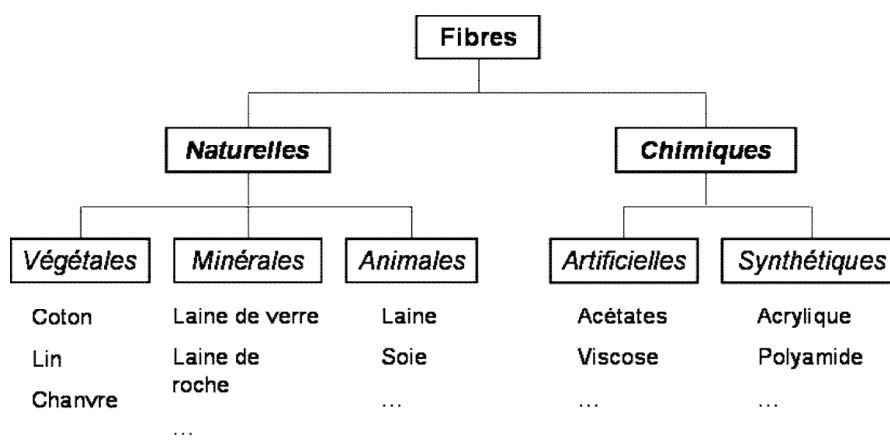 Fibres
Naturelles
Chimiques
Végétales
Minérales
Animales
Artificielles
Synthétiques
Coton
Lin
Chanvre
Laine de verre
Laine de
roche
...
Laine
Soie
...
Acétates
Viscose
...
Acrylique
Polyamide
...